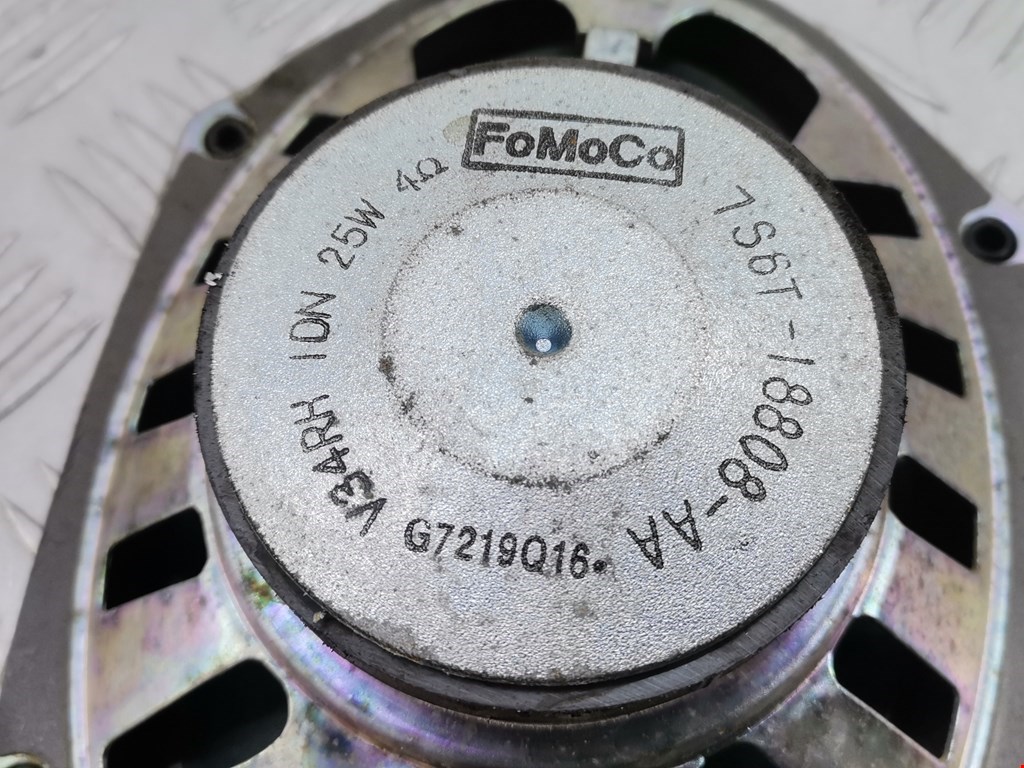 FoMoCo
7S6T-18808-AA
G7219Q16.
V34RH IDN 25W 4Ω